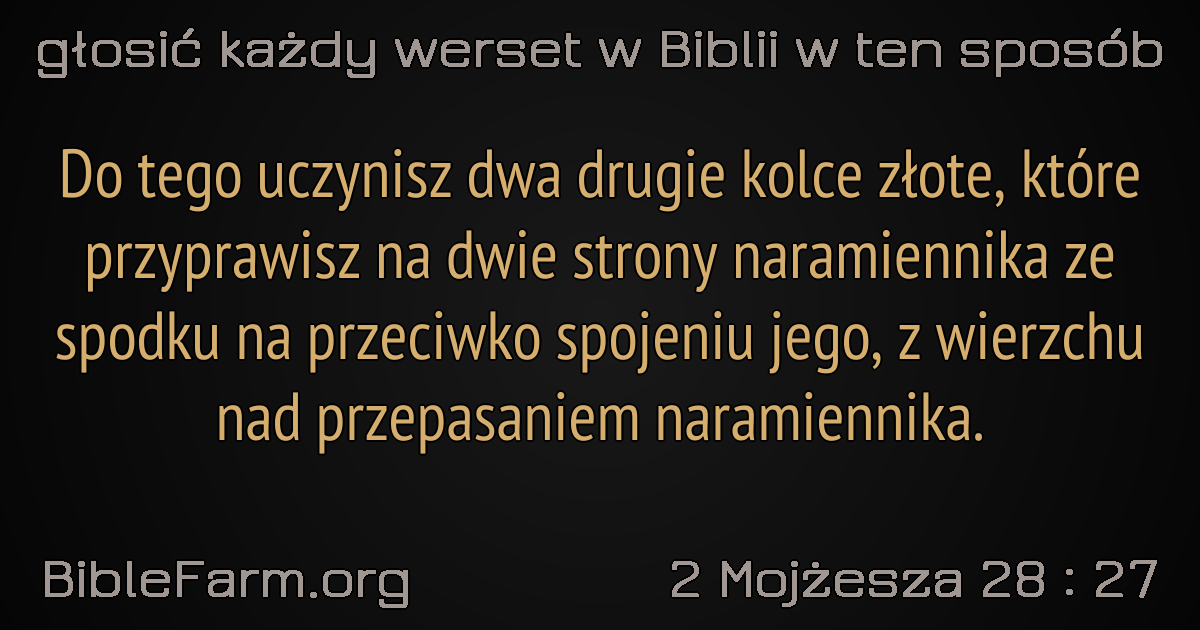 głosić każdy werset w Biblii w ten sposób
Do tego uczynisz dwa drugie kolce złote, które
przyprawisz na dwie strony naramiennika ze
spodku na przeciwko spojeniu jego, z wierzchu
nad przepasaniem naramiennika.
BibleFarm.org
2 Mojżesza 28 : 27